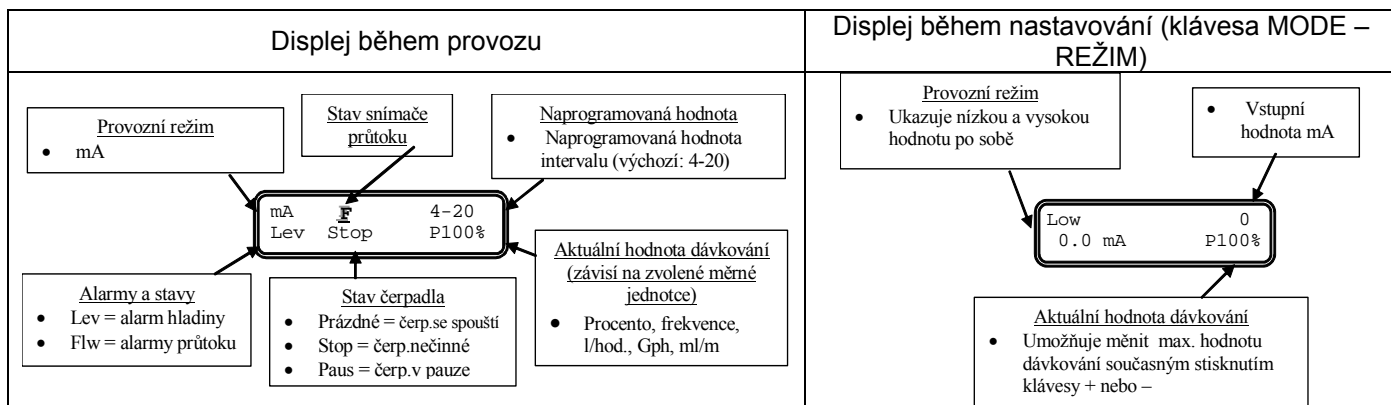 Displej během provozu
Displej během nastavování (klávesa MODE –
REŽIM)
Provozní režim
• mA
Stav snímače
průtoku
Naprogramovaná hodnota
• Naprogramovaná hodnota
intervalu (výchozí: 4-20)
mA F 4-20
Lev Stop P100%
Alarmy a stavy
• Lev = alarm hladiny
• Flw = alarmy průtoku
Stav čerpadla
• Prázdné = čerp.se spouští
• Stop = čerp.nečinné
• Paus = čerp.v pauze
Aktuální hodnota dávkování
(závisí na zvolené měrné
jednotce)
• Procento, frekvence,
l/hod., Gph, ml/m
Provozní režim
• Ukazuje nízkou a vysokou
hodnotu po sobě
• Vstupní
hodnota mA
Low 0
0.0 mA P100%
Aktuální hodnota dávkování
• Umožňuje měnit max. hodnotu
dávkování současným stisknutím
klávesy + nebo –